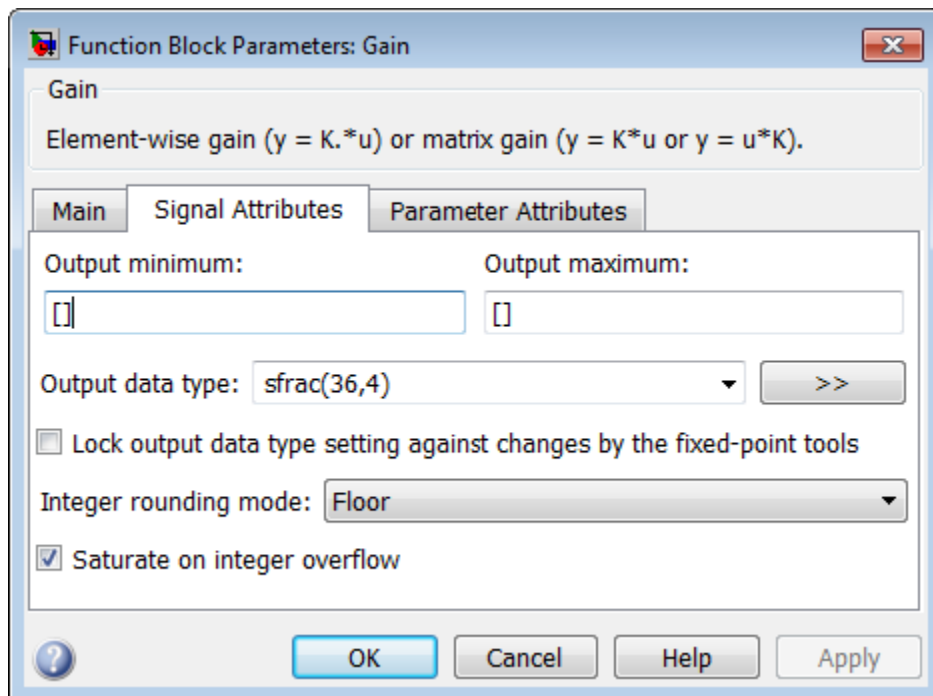 Function Block Parameters: Gain
Gain
Element-wise gain (y = K.*u) or matrix gain (y = K*u or y = u*K).
Main Signal Attributes Parameter Attributes
Output minimum: Output maximum:
[] []
Output data type: sfrac(36,4) >>
Lock output data type setting against changes by the fixed-point tools
Integer rounding mode: Floor
Saturate on integer overflow
? OK Cancel Help Apply